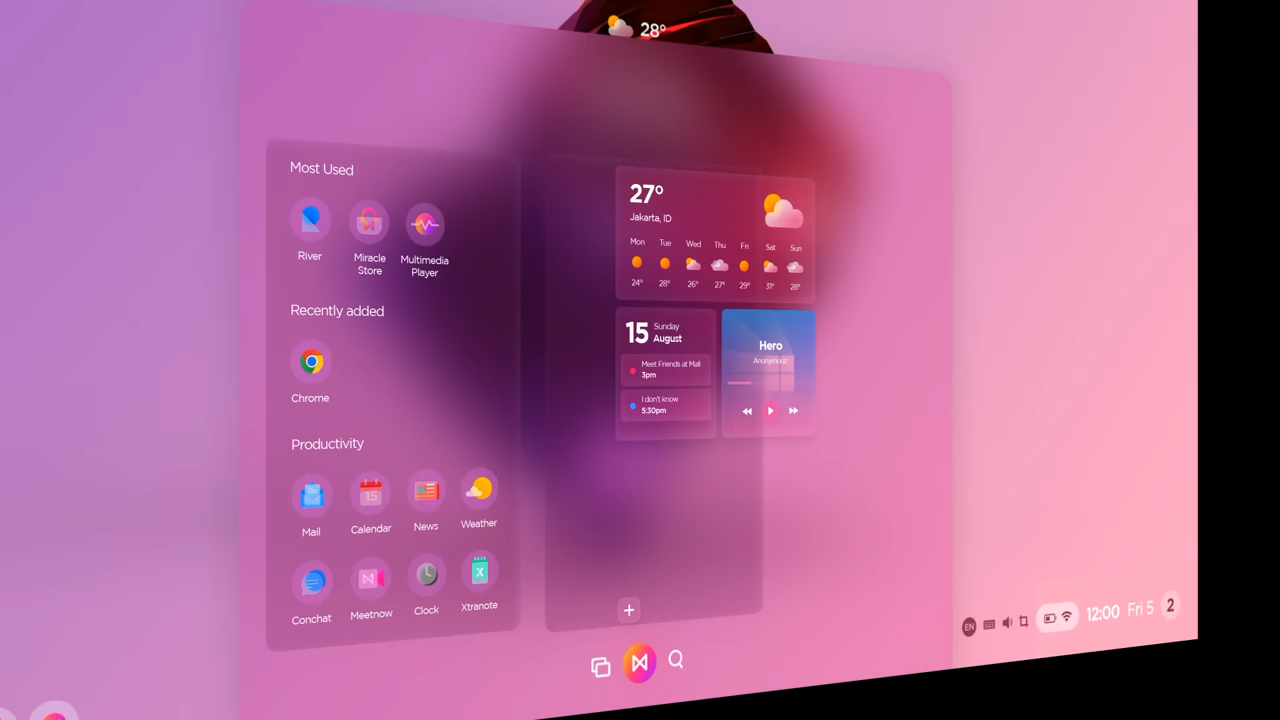 28°
Most Used
River
Miracle Store
Multimedia Player
Recently added
Chrome
Productivity
Mail
Calendar
15
News
Weather
Conchat
Meetnow
Clock
Xtranote
X
27°
Jakarta, ID
Mon Tue Wed Thu Fri Sat Sun
24° 28° 26° 27° 29° 31° 28°
15
Sunday
August
Meet Friends at Mall
3pm
I don't know
5:30pm
Hero
Anonymouz
+
EN
12:00 Fri 5 2